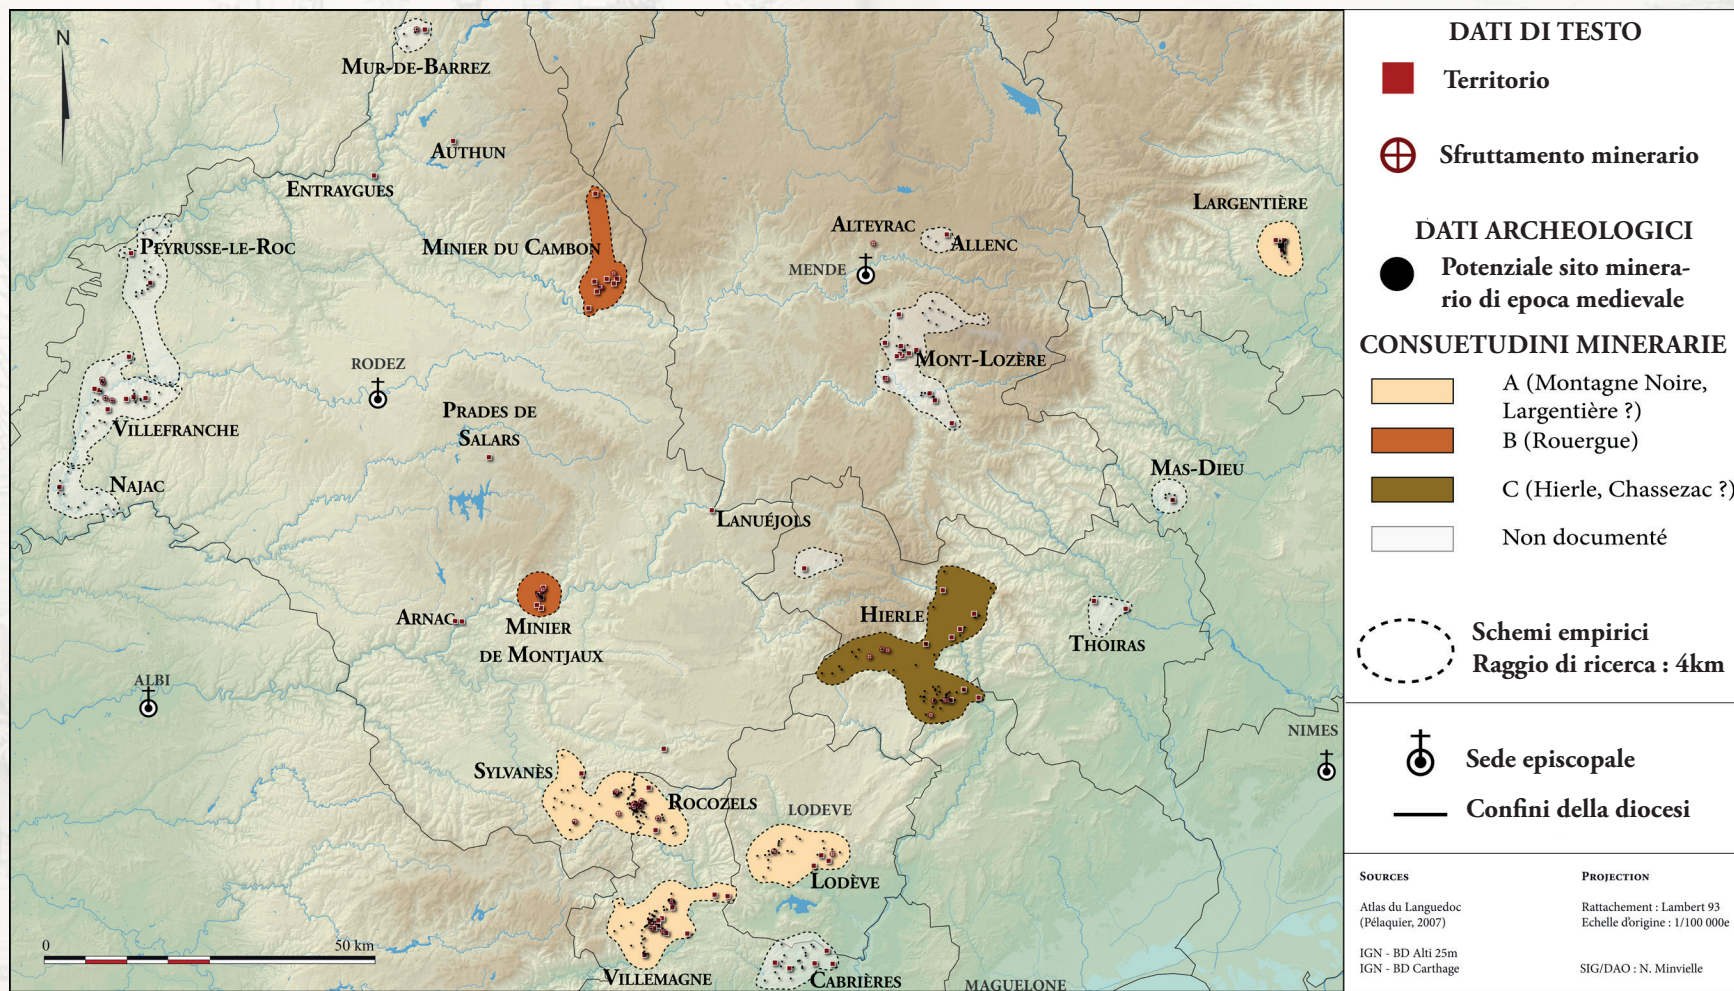 N
MUR-DE-BARREZ
AUTHUN
ENTRAYGUES
PEYRUSSE-LE-ROC
MINIER DU CAMBON
ALTEYRAC
ALLENC
MENDE
LARGENTIÈRE
RODEZ
MONT-LOZÈRE
PRADES DE
SALARS
VILLEFRANCHE
NAJAC
MAS-DIEU
LANUÉJOLS
ARNAC
MINIER
DE MONTJAUX
HIERLE
THOIRAS
ALBI
NIMES
SYLVANÈS
ROCOZELS
LODEVE
LODÈVE
VILLEMAGNE
CABRIÈRES
MAGUELONE
0
50 km
DATI DI TESTO
Territorio
Sfruttamento minerario
DATI ARCHEOLOGICI
Potenziale sito minera-
rio di epoca medievale
CONSUETUDINI MINERARIE
A (Montagne Noire,
Largentière ?)
B (Rouergue)
C (Hierle, Chassezac ?)
Non documenté
Schemi empirici
Raggio di ricerca : 4km
Sede episcopale
Confini della diocesi
SOURCES
Atlas du Languedoc
(Pélaquier, 2007)
IGN - BD Alti 25m
IGN - BD Carthage
PROJECTION
Rattachement : Lambert 93
Echelle d'origine : 1/100 000e
SIG/DAO : N. Minvielle